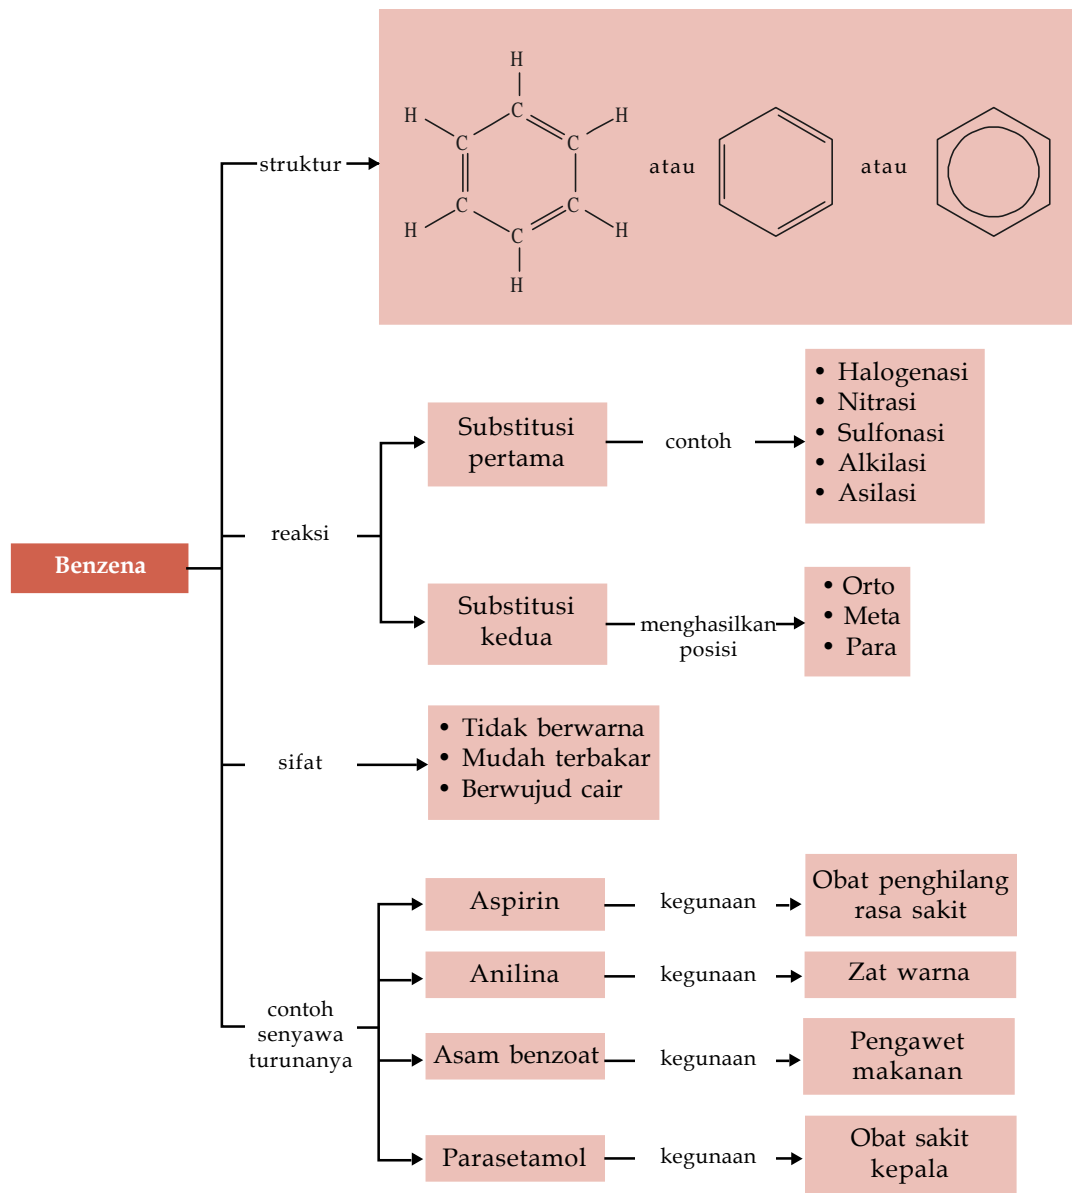 H
H
C
H
C
C
struktur
atau
atau
C
C
H
C
H
H
Halogenasi
Nitrasi
Sulfonasi
Alkilasi
Asilasi
Substitusi
pertama
contoh
reaksi
Benzena
Substitusi
kedua
menghasilkan
posisi
• Orto
• Meta
• Para
• Tidak berwarna
• Mudah terbakar
• Berwujud cair
sifat
Aspirin
kegunaan
Obat penghilang
rasa sakit
Anilina
kegunaan
Zat warna
contoh
senyawa
turunanya
Asam benzoat
kegunaan
Pengawet
makanan
Parasetamol
kegunaan
Obat sakit
kepala